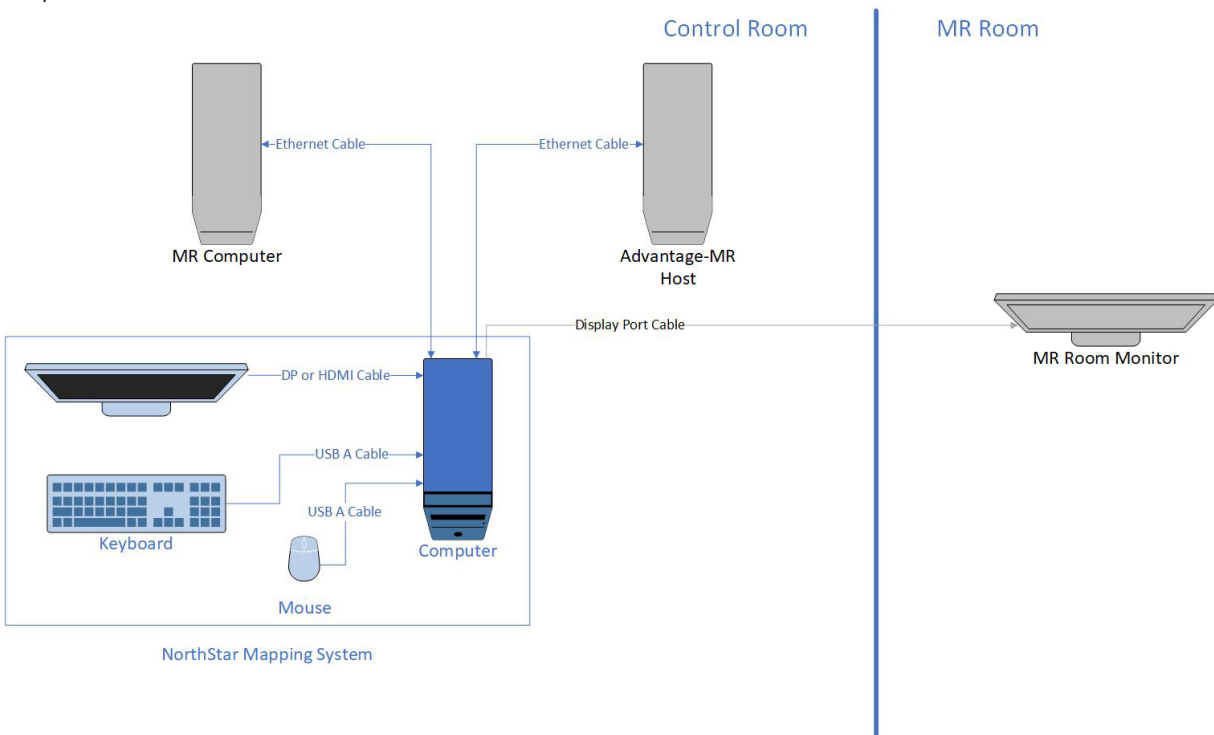 Control Room
MR Room
Ethernet Cable
Ethernet Cable
MR Computer
Advantage-MR
Host
Display Port Cable
MR Room Monitor
DP or HDMI Cable
USB A Cable
USB A Cable
Keyboard
Computer
Mouse
NorthStar Mapping System